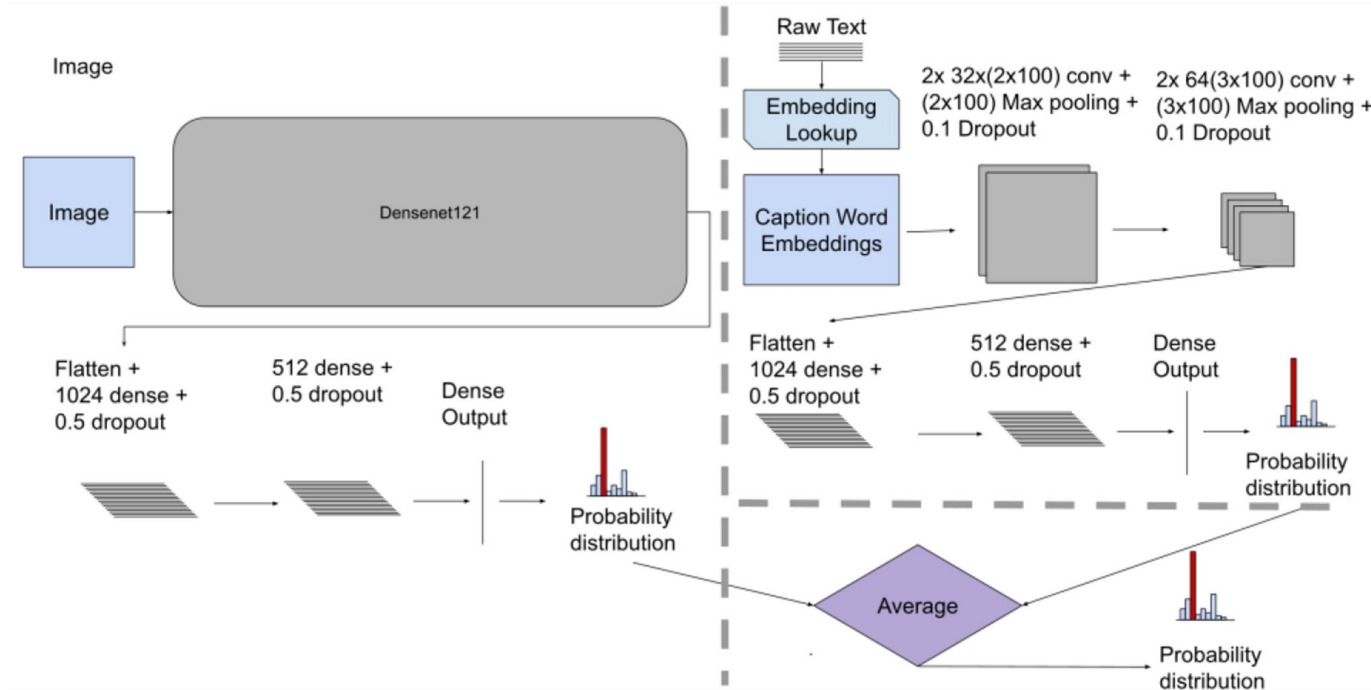 Image
Image
Densenet121
Flatten +
1024 dense +
0.5 dropout
512 dense +
0.5 dropout
Dense
Output
Probability
distribution
Raw Text
Embedding
Lookup
Caption Word
Embeddings
2x 32x(2x100) conv +
(2x100) Max pooling +
0.1 Dropout
2x 64(3x100) conv +
(3x100) Max pooling +
0.1 Dropout
Flatten +
1024 dense +
0.5 dropout
512 dense +
0.5 dropout
Dense
Output
Probability
distribution
Average
Probability
distribution